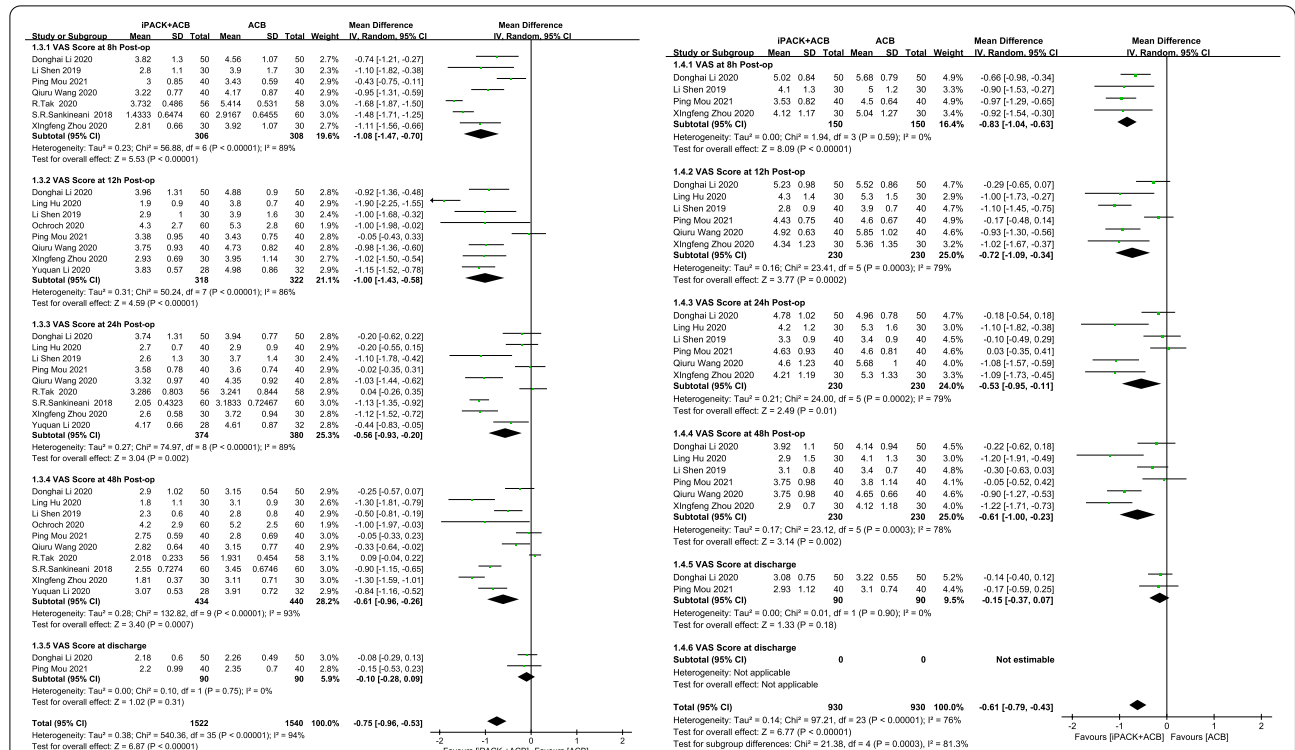 iPACK+ACB ACB Mean Difference Mean Difference
Study or Subgroup Mean SD Total Mean SD Total Weight IV, Random, 95% CI IV, Random, 95% CI
1.3.1 VAS Score at 8h Post-op
Donghai Li 2020 3.82 1.3 50 4.56 1.07 50 2.7% -0.74 [-1.21, -0.27]
Li Shen 2019 2.8 1.1 30 3.9 1.7 30 2.3% -1.10 [-1.82, -0.38]
Ping Mou 2021 3 0.85 40 3.43 0.59 40 2.9% -0.43 [-0.75, -0.11]
Qiuru Wang 2020 3.22 0.77 40 4.17 0.87 40 2.8% -0.95 [-1.31, -0.59]
R.Tak 2020 3.732 0.486 56 5.414 0.531 58 3.0% -1.68 [-1.87, -1.50]
S.R.Sankineani 2018 1.4333 0.6474 60 2.9167 0.6455 60 3.0% -1.48 [-1.71, -1.25]
XIngfeng Zhou 2020 2.81 0.66 30 3.92 1.07 30 2.7% -1.11 [-1.56, -0.66]
Subtotal (95% CI) 306 308 19.6% -1.08 [-1.47, -0.70]
Heterogeneity: Tau² = 0.23; Chi² = 56.88, df = 6 (P < 0.00001); I² = 89%
Test for overall effect: Z = 5.53 (P < 0.00001)
1.3.2 VAS Score at 12h Post-op
Donghai Li 2020 3.96 1.31 50 4.88 0.9 50 2.8% -0.92 [-1.36, -0.48]
Ling Hu 2020 1.9 0.9 40 3.8 0.7 40 2.8% -1.90 [-2.25, -1.55]
Li Shen 2019 2.9 1 30 3.9 1.6 30 2.4% -1.00 [-1.68, -0.32]
Ochroch 2020 4.3 2.7 60 5.3 2.8 60 1.9% -1.00 [-1.98, -0.02]
Ping Mou 2021 3.38 0.95 40 3.43 0.75 40 2.8% -0.05 [-0.43, 0.33]
Qiuru Wang 2020 3.75 0.93 40 4.73 0.82 40 2.8% -0.98 [-1.36, -0.60]
XIngfeng Zhou 2020 2.93 0.69 30 3.95 1.14 30 2.7% -1.02 [-1.50, -0.54]
Yuquan Li 2020 3.83 0.57 28 4.98 0.86 32 2.8% -1.15 [-1.52, -0.78]
Subtotal (95% CI) 318 322 21.1% -1.00 [-1.43, -0.58]
Heterogeneity: Tau² = 0.31; Chi² = 50.24, df = 7 (P < 0.00001); I² = 86%
Test for overall effect: Z = 4.59 (P < 0.00001)
1.3.3 VAS Score at 24h Post-op
Donghai Li 2020 3.74 1.31 50 3.94 0.77 50 2.8% -0.20 [-0.62, 0.22]
Ling Hu 2020 2.7 0.7 40 2.9 0.9 40 2.9% -0.20 [-0.55, 0.15]
Li Shen 2019 2.6 1.3 30 3.7 1.4 30 2.4% -1.10 [-1.78, -0.42]
Ping Mou 2021 3.58 0.78 40 3.6 0.74 40 2.9% -0.02 [-0.35, 0.31]
Qiuru Wang 2020 3.32 0.97 40 4.35 0.92 40 2.8% -1.03 [-1.44, -0.62]
R.Tak 2020 3.286 0.803 56 3.241 0.844 58 2.9% 0.04 [-0.26, 0.35]
S.R.Sankineani 2018 2.05 0.4323 60 3.1833 0.72467 60 3.0% -1.13 [-1.35, -0.92]
XIngfeng Zhou 2020 2.6 0.58 30 3.72 0.94 30 2.8% -1.12 [-1.52, -0.72]
Yuquan Li 2020 4.17 0.66 28 4.61 0.87 32 2.8% -0.44 [-0.83, -0.05]
Subtotal (95% CI) 374 380 25.3% -0.56 [-0.93, -0.20]
Heterogeneity: Tau² = 0.27; Chi² = 74.97, df = 8 (P < 0.00001); I² = 89%
Test for overall effect: Z = 3.04 (P = 0.002)
1.3.4 VAS Score at 48h Post-op
Donghai Li 2020 2.9 1.02 50 3.15 0.54 50 2.9% -0.25 [-0.57, 0.07]
Ling Hu 2020 1.8 1.1 30 3.1 0.9 30 2.6% -1.30 [-1.81, -0.79]
Li Shen 2019 2.3 0.6 40 2.8 0.8 40 2.9% -0.50 [-0.81, -0.19]
Ochroch 2020 4.2 2.9 60 5.2 2.5 60 1.9% -1.00 [-1.97, -0.03]
Ping Mou 2021 2.75 0.59 40 2.8 0.69 40 2.9% -0.05 [-0.33, 0.23]
Qiuru Wang 2020 2.82 0.64 40 3.15 0.77 40 2.9% -0.33 [-0.64, -0.02]
R.Tak 2020 2.018 0.233 56 1.931 0.454 58 3.1% 0.09 [-0.04, 0.22]
S.R.Sankineani 2018 2.55 0.7274 60 3.45 0.6746 60 3.0% -0.90 [-1.15, -0.65]
XIngfeng Zhou 2020 1.81 0.37 30 3.11 0.71 30 2.9% -1.30 [-1.59, -1.01]
Yuquan Li 2020 3.07 0.53 28 3.91 0.72 32 2.9% -0.84 [-1.16, -0.52]
Subtotal (95% CI) 434 440 28.2% -0.61 [-0.96, -0.26]
Heterogeneity: Tau² = 0.28; Chi² = 132.82, df = 9 (P < 0.00001); I² = 93%
Test for overall effect: Z = 3.40 (P = 0.0007)
1.3.5 VAS Score at discharge
Donghai Li 2020 2.18 0.6 50 2.26 0.49 50 3.0% -0.08 [-0.29, 0.13]
Ping Mou 2021 2.2 0.99 40 2.35 0.7 40 2.8% -0.15 [-0.53, 0.23]
Subtotal (95% CI) 90 90 5.9% -0.10 [-0.28, 0.09]
Heterogeneity: Tau² = 0.00; Chi² = 0.10, df = 1 (P = 0.75); I² = 0%
Test for overall effect: Z = 1.02 (P = 0.31)
Total (95% CI) 1522 1540 100.0% -0.75 [-0.96, -0.53]
Heterogeneity: Tau² = 0.38; Chi² = 540.36, df = 35 (P < 0.00001); I² = 94%
Test for overall effect: Z = 6.87 (P < 0.00001)
-2 -1 0 1 2
Favours [iPACK+ACB] Favours [ACB]
iPACK+ACB ACB Mean Difference Mean Difference
Study or Subgroup Mean SD Total Mean SD Total Weight IV, Random, 95% CI IV, Random, 95% CI
1.4.1 VAS at 8h Post-op
Donghai Li 2020 5.02 0.84 50 5.68 0.79 50 4.9% -0.66 [-0.98, -0.34]
Li Shen 2019 4.1 1.3 30 5 1.2 30 2.9% -0.90 [-1.53, -0.27]
Ping Mou 2021 3.53 0.82 40 4.5 0.64 40 4.9% -0.97 [-1.29, -0.65]
XIngfeng Zhou 2020 4.12 1.17 30 5.04 1.27 30 3.0% -0.92 [-1.54, -0.30]
Subtotal (95% CI) 150 150 16.4% -0.83 [-1.04, -0.63]
Heterogeneity: Tau² = 0.00; Chi² = 1.94, df = 3 (P = 0.59); I² = 0%
Test for overall effect: Z = 8.09 (P < 0.00001)
1.4.2 VAS Score at 12h Post-op
Donghai Li 2020 5.23 0.98 50 5.52 0.86 50 4.7% -0.29 [-0.65, 0.07]
Ling Hu 2020 4.3 1.4 30 5.3 1.5 30 2.6% -1.00 [-1.73, -0.27]
Li Shen 2019 2.8 0.9 40 3.9 0.7 40 4.7% -1.10 [-1.45, -0.75]
Ping Mou 2021 4.43 0.75 40 4.6 0.67 40 4.9% -0.17 [-0.48, 0.14]
Qiuru Wang 2020 4.92 0.63 40 5.85 1.02 40 4.6% -0.93 [-1.30, -0.56]
XIngfeng Zhou 2020 4.34 1.23 30 5.36 1.35 30 2.9% -1.02 [-1.67, -0.37]
Subtotal (95% CI) 230 230 25.0% -0.72 [-1.09, -0.34]
Heterogeneity: Tau² = 0.16; Chi² = 23.41, df = 5 (P = 0.0003); I² = 79%
Test for overall effect: Z = 3.77 (P = 0.0002)
1.4.3 VAS Score at 24h Post-op
Donghai Li 2020 4.78 1.02 50 4.96 0.78 50 4.7% -0.18 [-0.54, 0.18]
Ling Hu 2020 4.2 1.2 30 5.3 1.6 30 2.6% -1.10 [-1.82, -0.38]
Li Shen 2019 3.3 0.9 40 3.4 0.9 40 4.5% -0.10 [-0.49, 0.29]
Ping Mou 2021 4.63 0.93 40 4.6 0.81 40 4.6% 0.03 [-0.35, 0.41]
Qiuru Wang 2020 4.6 1.23 40 5.68 1 40 3.8% -1.08 [-1.57, -0.59]
XIngfeng Zhou 2020 4.21 1.19 30 5.3 1.33 30 2.9% -1.09 [-1.73, -0.45]
Subtotal (95% CI) 230 230 24.0% -0.53 [-0.95, -0.11]
Heterogeneity: Tau² = 0.21; Chi² = 24.00, df = 5 (P = 0.0002); I² = 79%
Test for overall effect: Z = 2.49 (P = 0.01)
1.4.4 VAS Score at 48h Post-op
Donghai Li 2020 3.92 1.1 50 4.14 0.94 50 4.4% -0.22 [-0.62, 0.18]
Ling Hu 2020 2.9 1.5 30 4.1 1.3 30 2.6% -1.20 [-1.91, -0.49]
Li Shen 2019 3.1 0.8 40 3.4 0.7 40 4.9% -0.30 [-0.63, 0.03]
Ping Mou 2021 3.75 0.98 40 3.8 1.14 40 4.0% -0.05 [-0.52, 0.42]
Qiuru Wang 2020 3.75 0.98 40 4.65 0.66 40 4.6% -0.90 [-1.27, -0.53]
XIngfeng Zhou 2020 2.9 0.7 30 4.12 1.18 30 3.8% -1.22 [-1.71, -0.73]
Subtotal (95% CI) 230 230 25.0% -0.61 [-1.00, -0.23]
Heterogeneity: Tau² = 0.17; Chi² = 23.12, df = 5 (P = 0.0003); I² = 78%
Test for overall effect: Z = 3.14 (P = 0.002)
1.4.5 VAS Score at discharge
Donghai Li 2020 3.08 0.75 50 3.22 0.55 50 5.2% -0.14 [-0.40, 0.12]
Ping Mou 2021 2.93 1.12 40 3.1 0.74 40 4.3% -0.17 [-0.59, 0.25]
Subtotal (95% CI) 90 90 9.5% -0.15 [-0.37, 0.07]
Heterogeneity: Tau² = 0.00; Chi² = 0.01, df = 1 (P = 0.90); I² = 0%
Test for overall effect: Z = 1.33 (P = 0.18)
1.4.6 VAS Score at discharge
Subtotal (95% CI) 0 0 Not estimable
Heterogeneity: Not applicable
Test for overall effect: Not applicable
Total (95% CI) 930 930 100.0% -0.61 [-0.79, -0.43]
Heterogeneity: Tau² = 0.14; Chi² = 97.21, df = 23 (P < 0.00001); I² = 76%
Test for overall effect: Z = 6.77 (P < 0.00001)
Test for subgroup differences: Chi² = 21.38, df = 4 (P = 0.0003), I² = 81.3%
-2 -1 0 1 2
Favours [iPACK+ACB] Favours [ACB]